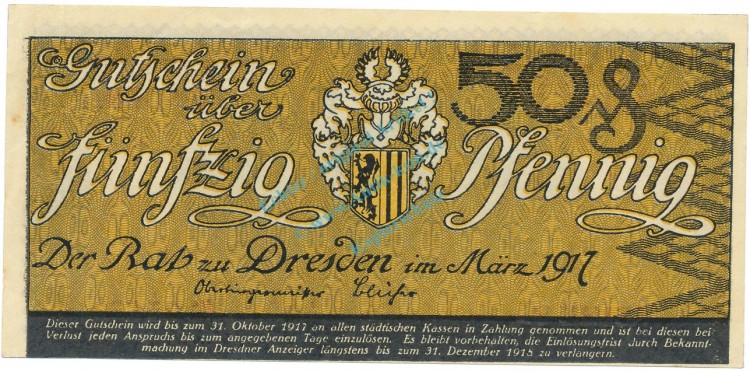 Gutschein
über
fünfzig Pfennig
50 ₰
Der Rat zu Dresden im März 1917
Oberbürgermeister Blüher
Dieser Gutschein wird bis zum 31. Oktober 1917 an allen städtischen Kassen in Zahlung genommen und ist bei diesen bei
Verlust jeden Anspruchs bis zum angegebenen Tage einzulösen. Es bleibt vorbehalten, die Einlösungsfrist durch Bekannt-
machung im Dresdner Anzeiger längstens bis zum 31. Dezember 1918 zu verlängern.